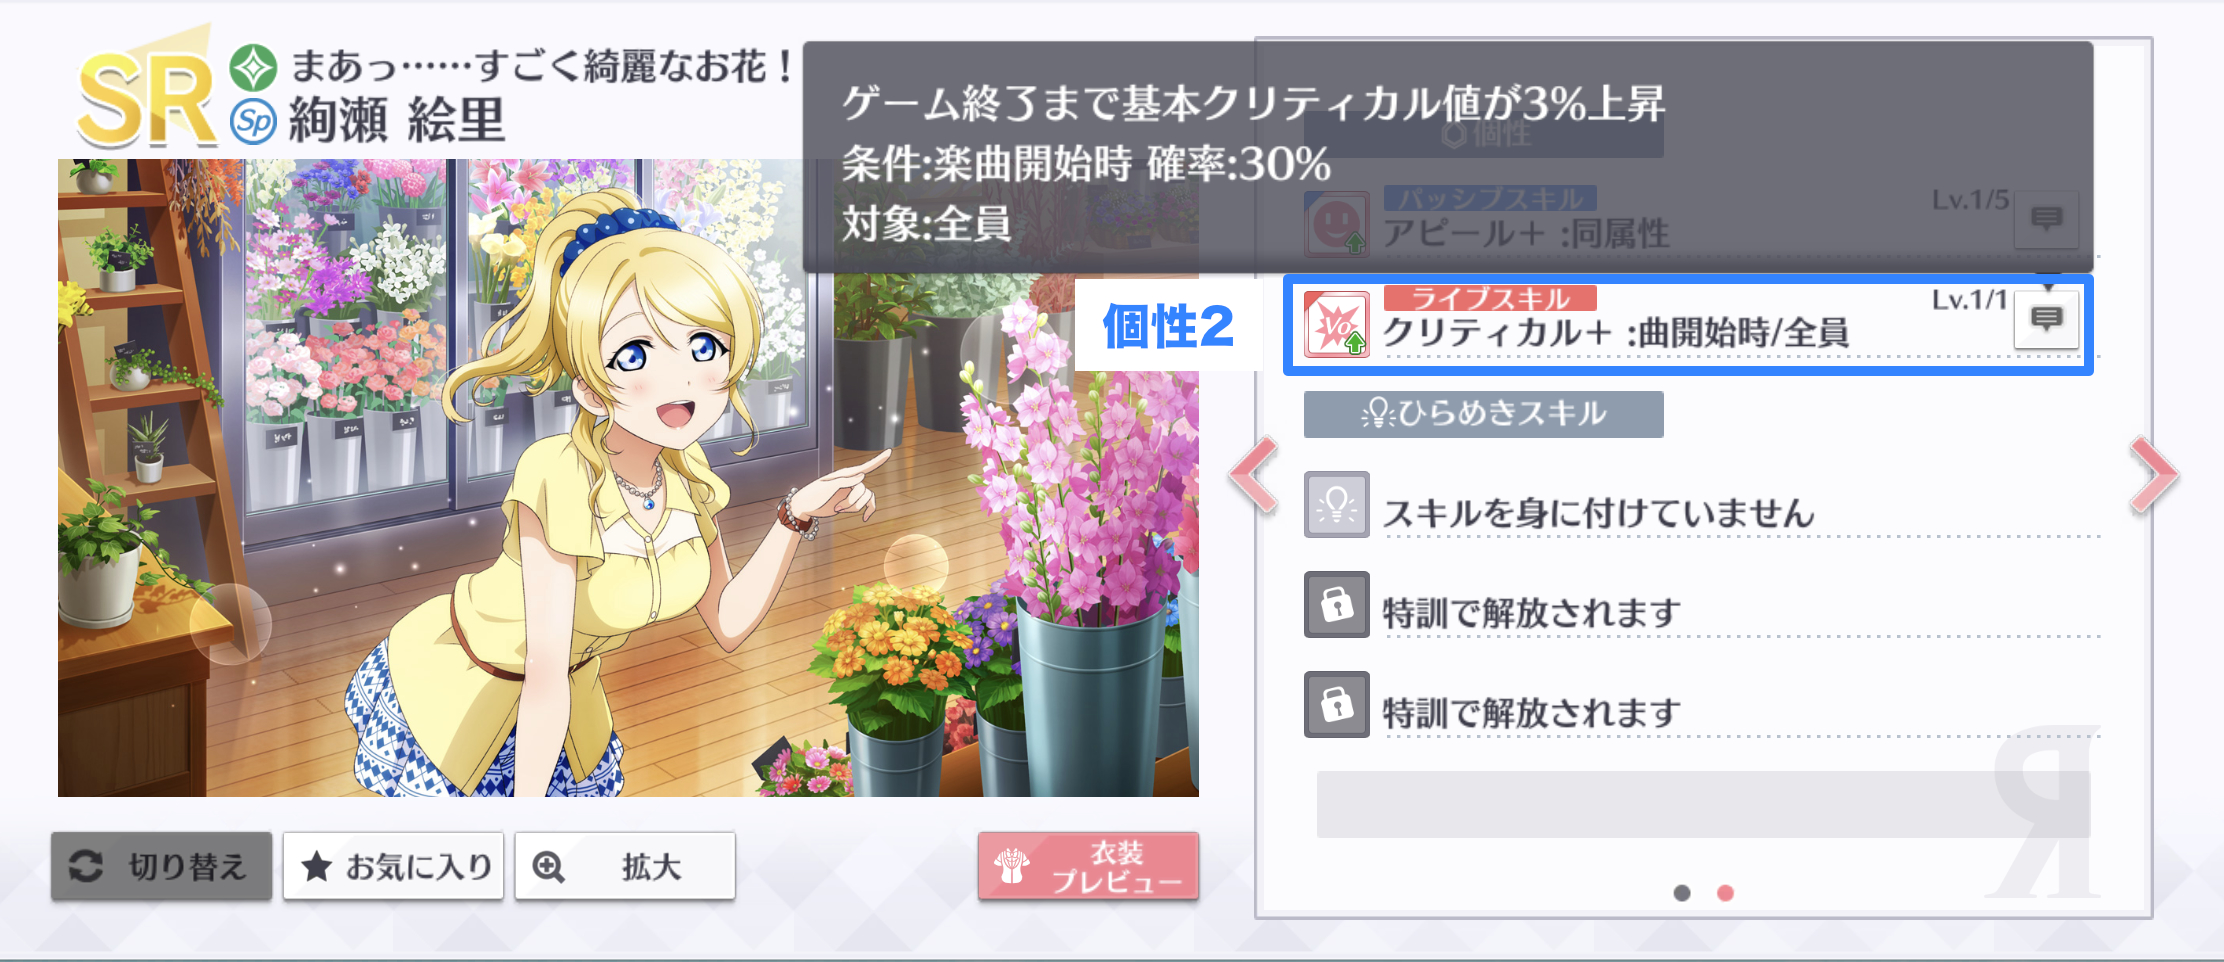 SR
まあっ……すごく綺麗なお花！
Sp
絢瀬 絵里
ゲーム終了まで基本クリティカル値が3%上昇
条件:楽曲開始時 確率:30%
対象:全員
個性
パッシブスキル
Lv.1/5
アピール＋ :同属性
個性2
ライブスキル
Lv.1/1
Vo
クリティカル＋ :曲開始時/全員
ひらめきスキル
スキルを身に付けていません
特訓で解放されます
特訓で解放されます
切り替え
お気に入り
拡大
衣装
プレビュー
R